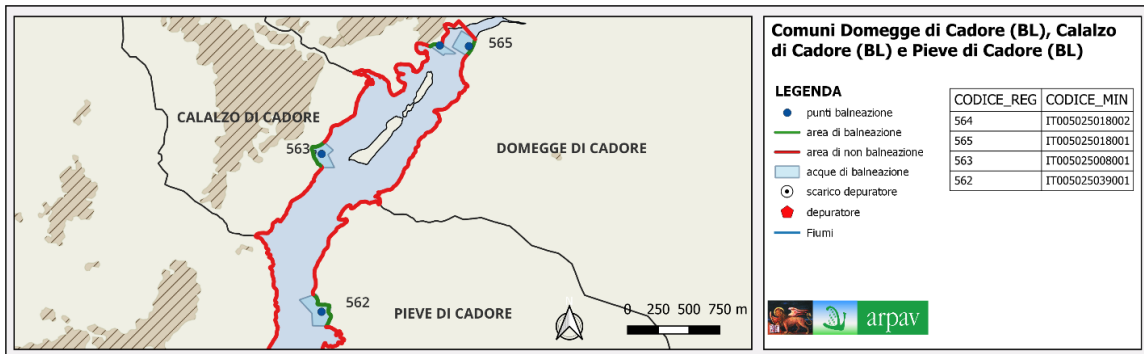 565
CALALZO DI CADORE
563
DOMEGGE DI CADORE
562
PIEVE DI CADORE
0 250 500 750 m
Comuni Domegge di Cadore (BL), Calalzo
di Cadore (BL) e Pieve di Cadore (BL)
LEGENDA
punti balneazione
area di balneazione
area di non balneazione
acque di balneazione
scarico depuratore
depuratore
Fiumi
CODICE_REG CODICE_MIN
564 IT005025018002
565 IT005025018001
563 IT005025008001
562 IT005025039001
arpav